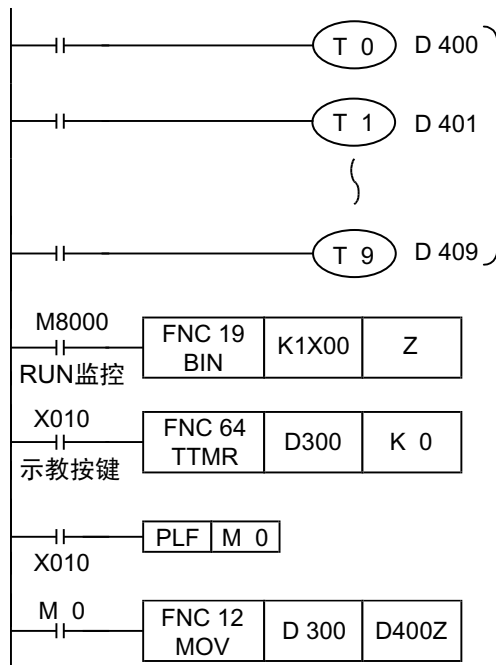 T 0 D 400
T 1 D 401
T 9 D 409
M8000
RUN监控
FNC 19
BIN
K1X00
Z
X010
示教按键
FNC 64
TTMR
D300
K 0
X010
PLF M 0
M 0
FNC 12
MOV
D 300
D400Z